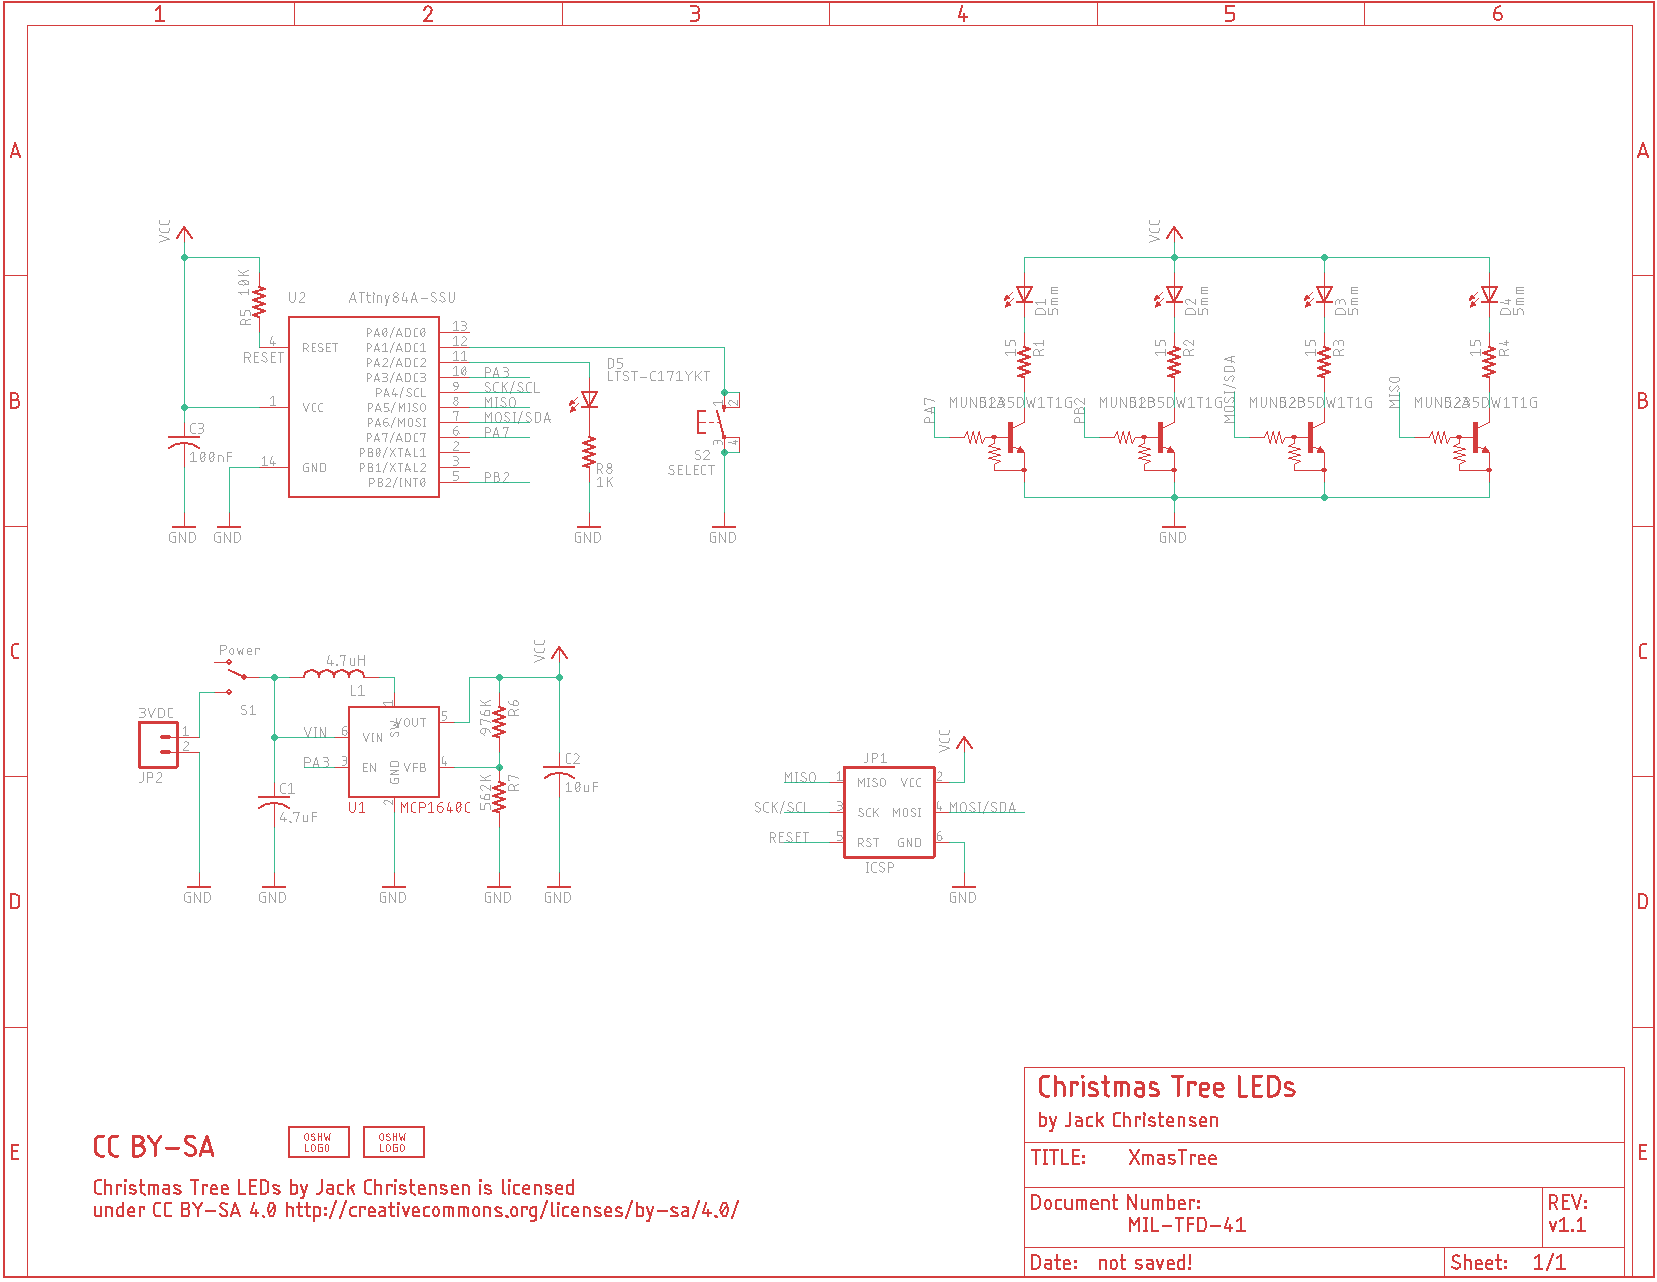 1 2 3 4 5 6
A A
B B
C C
D D
E E
VCC
R5 10K
U2 ATtiny84A-SSU
4 RESET
RESET
1 VCC
14 GND
PA0/ADC0 13
PA1/ADC1 12
PA2/ADC2 11
PA3/ADC3 10 PA3
PA4/SCL 9 SCK/SCL
PA5/MISO 8 MISO
PA6/MOSI 7 MOSI/SDA
PA7/ADC7 6 PA7
PB0/XTAL1 2
PB1/XTAL2 3
PB2/INT0 5 PB2
C3
100nF
D5
LTST-C171YKT
R8
1K
1 2
3 4
S2
SELECT
GND GND GND GND
VCC
D1 5mm
D2 5mm
D3 5mm
D4 5mm
15 R1
15 R2
15 R3
15 R4
PA7
PB2
MOSI/SDA
MISO
GND
Power
S1
4.7uH
L1
3VDC
1
2
JP2
VIN 6 VIN
PA3 3 EN
1 SW
VOUT 5
VFB 4
GND 2
U1 MCP1640C
C1
4.7uF
976K R6
562K R7
VCC
C2
10uF
GND GND GND GND GND
JP1
VCC
MISO 1 MISO VCC 2
SCK/SCL 3 SCK MOSI 4 MOSI/SDA
RESET 5 RST GND 6
ICSP
GND
CC BY-SA
OSHW
LOGO
OSHW
LOGO
Christmas Tree LEDs by Jack Christensen is licensed
under CC BY-SA 4.0 http://creativecommons.org/licenses/by-sa/4.0/
Christmas Tree LEDs
by Jack Christensen
TITLE: XmasTree
Document Number:
MIL-TFD-41
REV:
v1.1
Date: not saved!
Sheet: 1/1